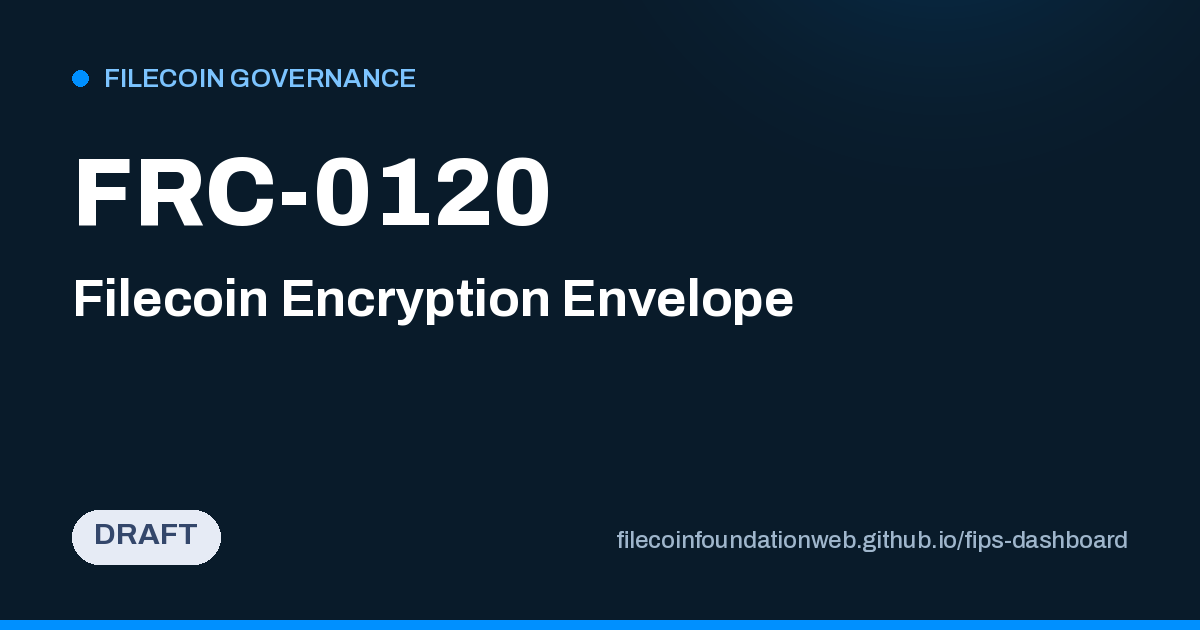 FILECOIN GOVERNANCE
FRC-0120
Filecoin Encryption Envelope
DRAFT
filecoinfoundationweb.github.io/fips-dashboard